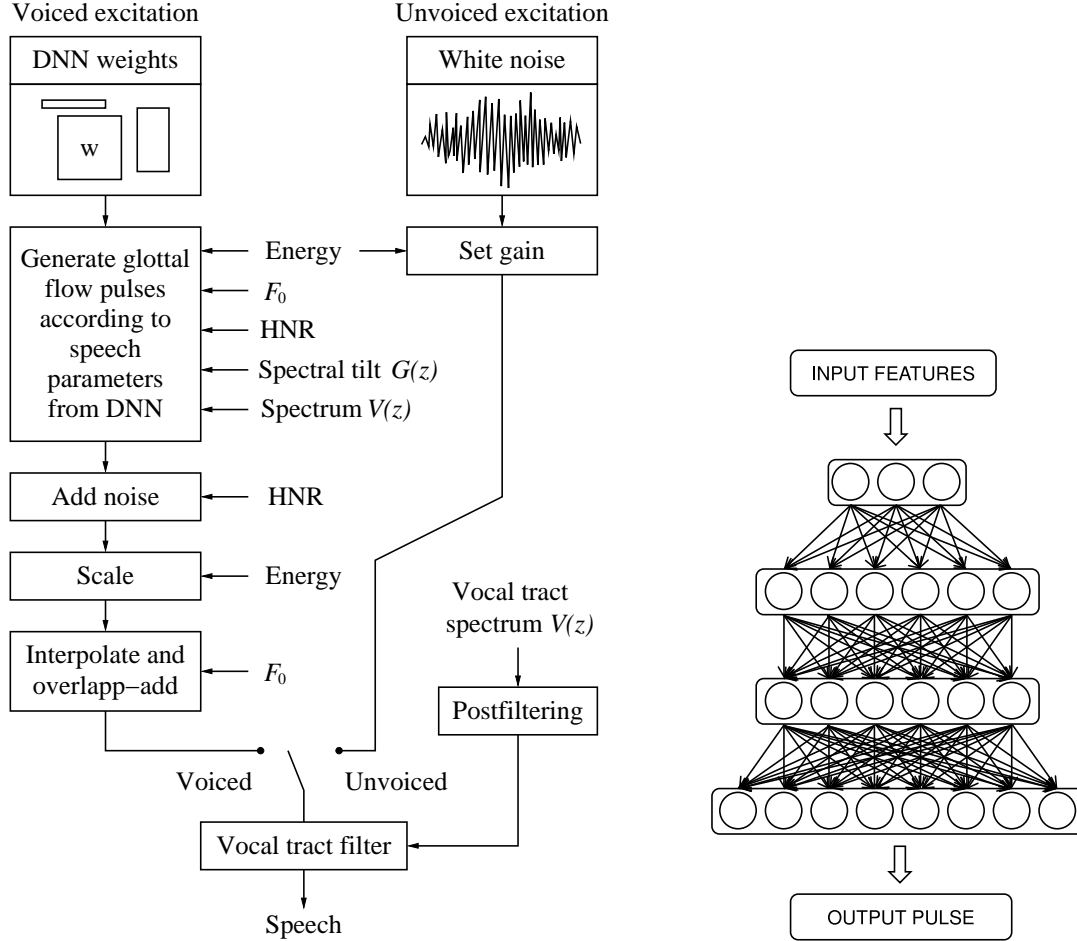 Voiced excitation
Unvoiced excitation
DNN weights
White noise
w
Generate glottal
flow pulses
according to
speech
parameters
from DNN
Energy
Set gain
F0
HNR
Spectral tilt G(z)
Spectrum V(z)
Add noise
HNR
Scale
Energy
Interpolate and
overlapp–add
F0
Vocal tract
spectrum V(z)
Postfiltering
Voiced
Unvoiced
Vocal tract filter
Speech
INPUT FEATURES
OUTPUT PULSE